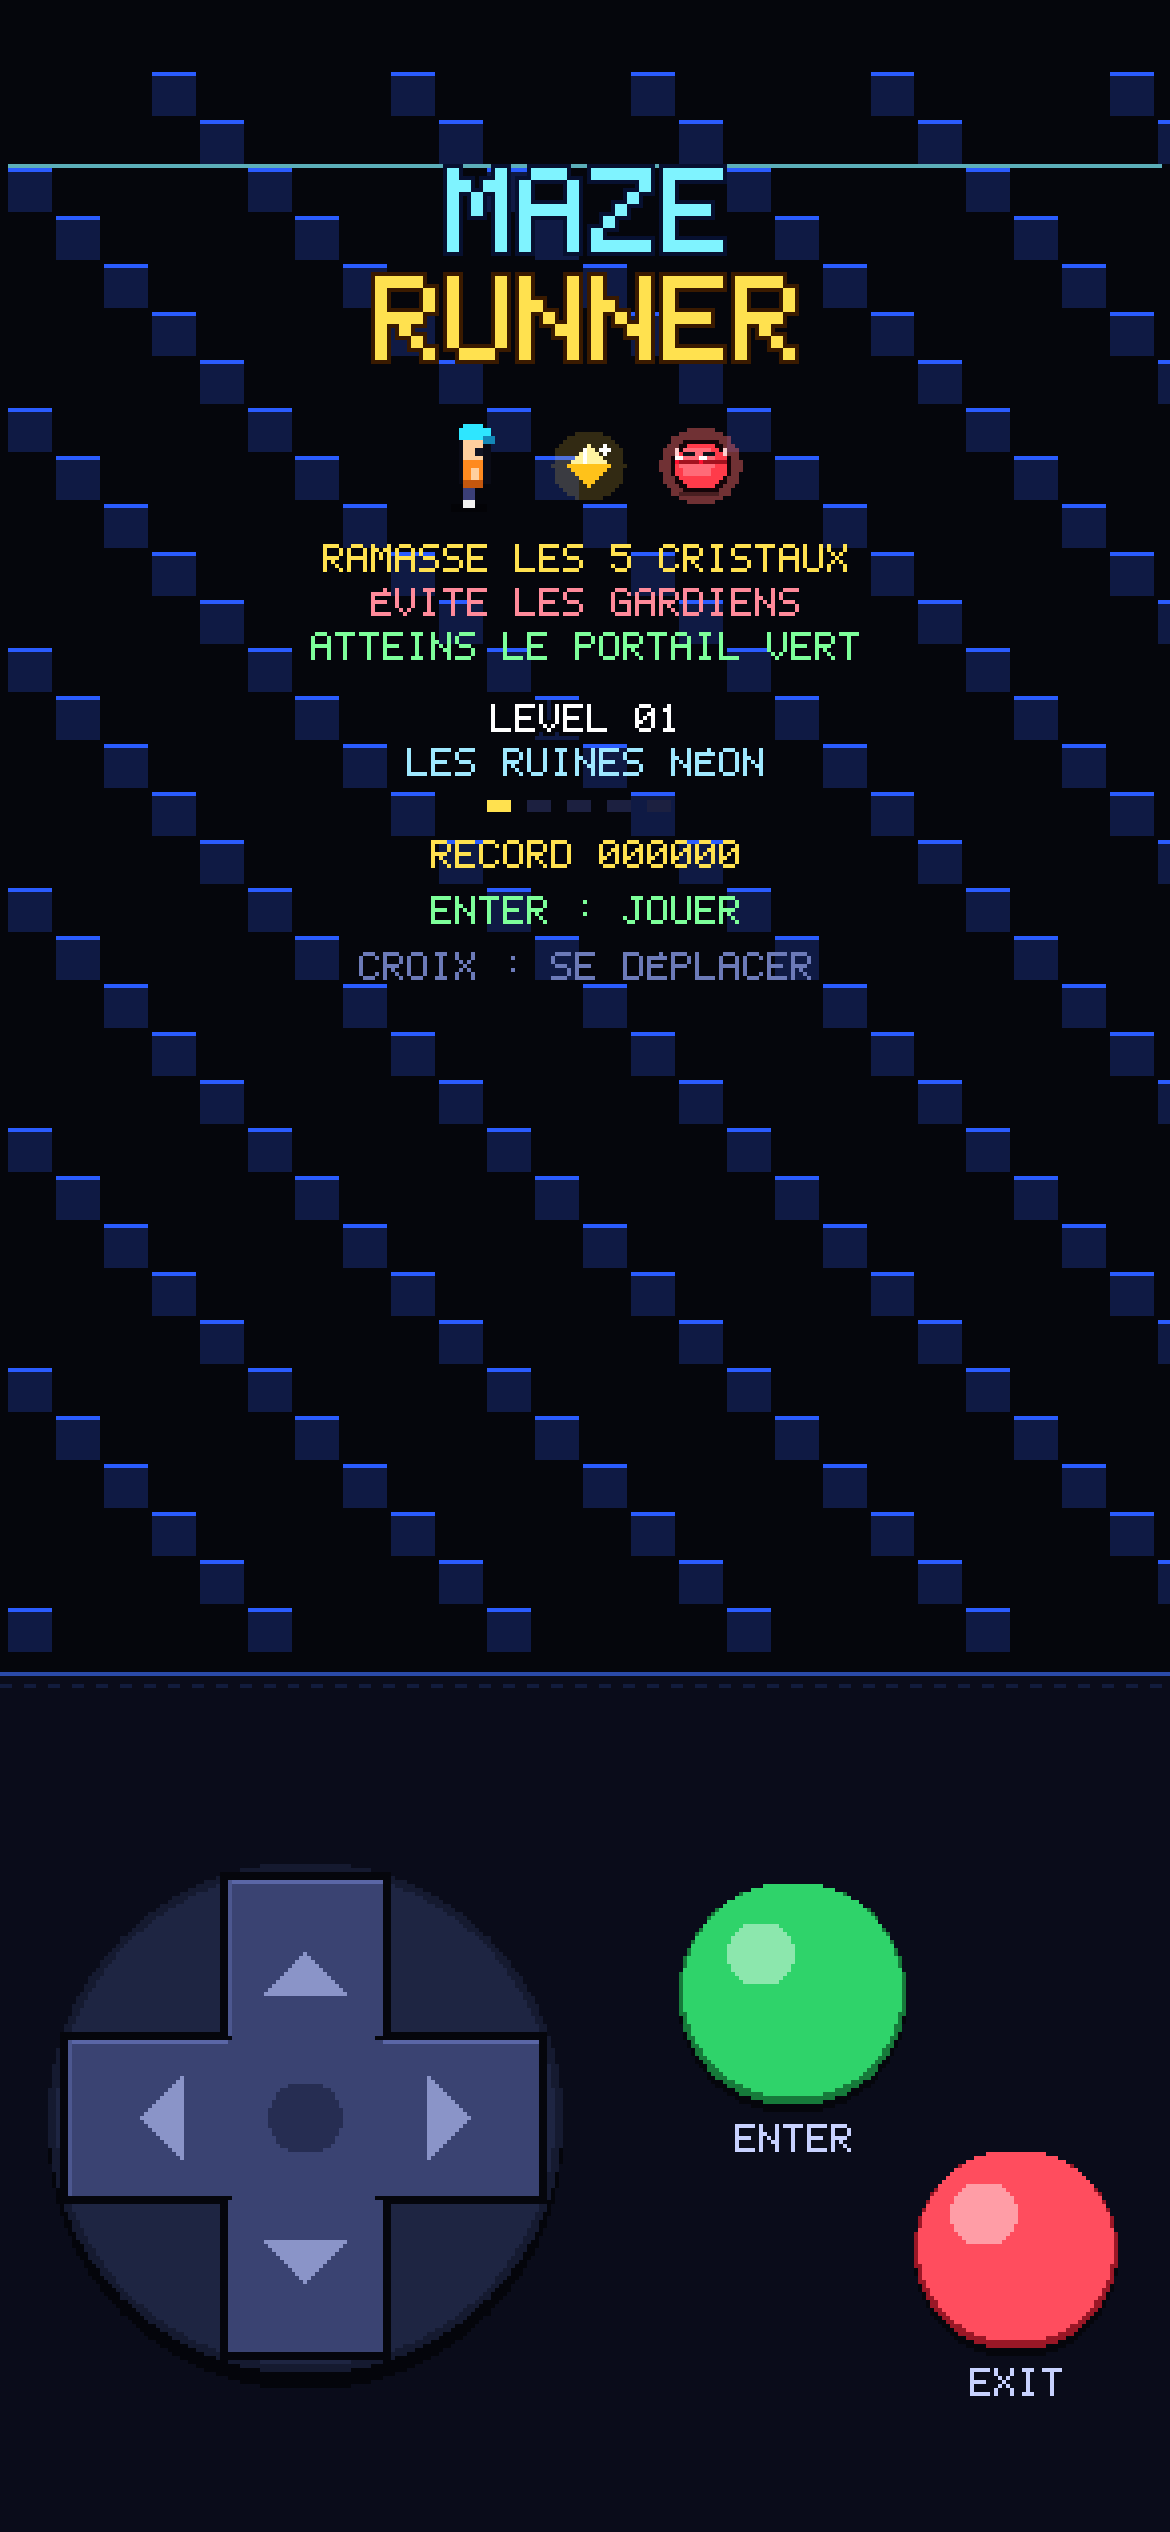 MAZE
RUNNER
RAMASSE LES 5 CRISTAUX
ÉVITE LES GARDIENS
ATTEINS LE PORTAIL VERT
LEVEL 01
LES RUINES NÉON
RECORD 000000
ENTER : JOUER
CROIX : SE DÉPLACER
ENTER
EXIT